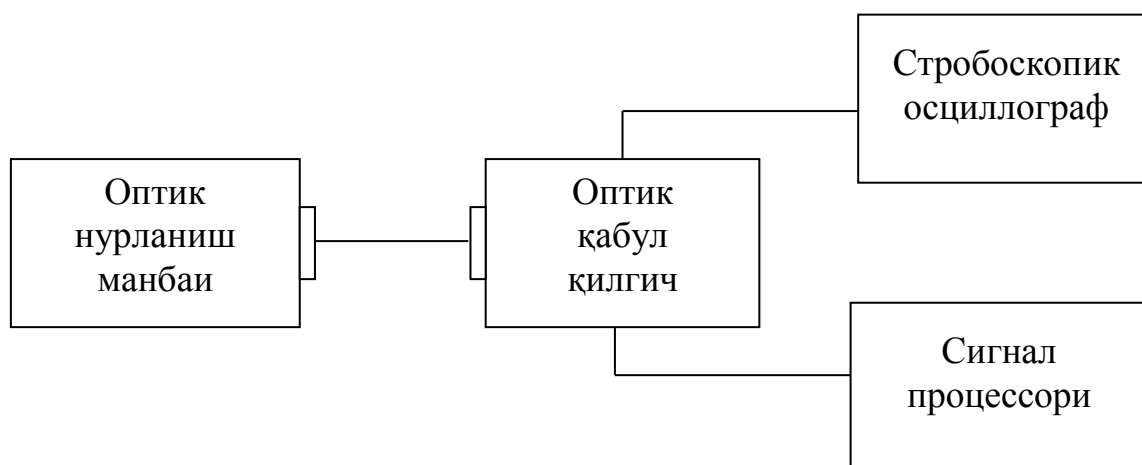 Стробоскопик
осциллограф
Оптик
нурланиш
манбаи
Оптик
қабул
қилгич
Сигнал
процессори